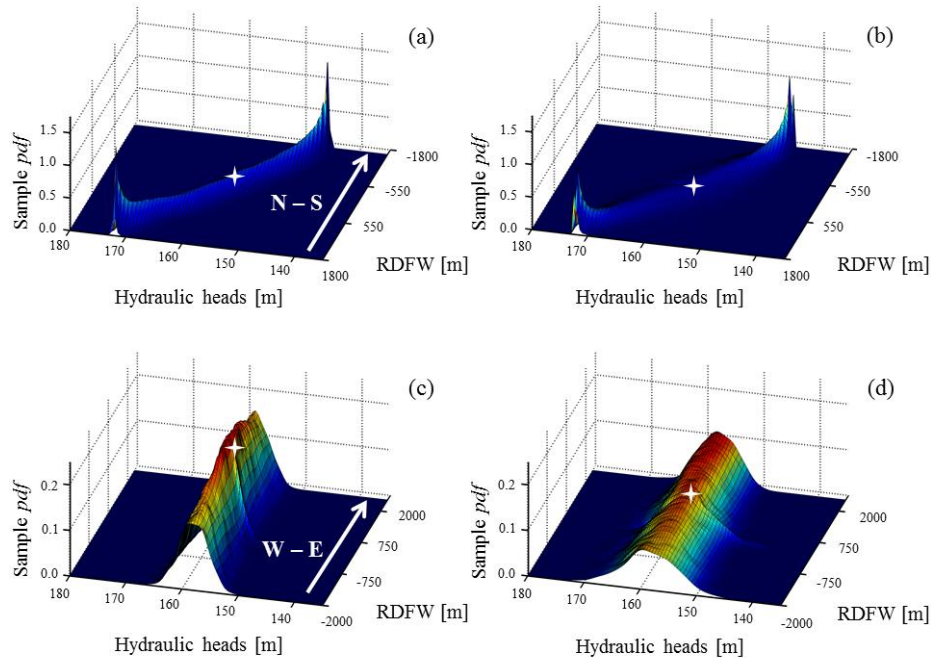 (a)
Sample pdf
1.5
1.0
0.5
0.0
180
170
160
150
140
1800
550
-550
-1800
N – S
Hydraulic heads [m]
RDFW [m]
(b)
Sample pdf
1.5
1.0
0.5
0.0
180
170
160
150
140
1800
550
-550
-1800
Hydraulic heads [m]
RDFW [m]
(c)
Sample pdf
0.2
0.1
0.0
180
170
160
150
140
-2000
-750
750
2000
W – E
Hydraulic heads [m]
RDFW [m]
(d)
Sample pdf
0.2
0.1
0.0
180
170
160
150
140
-2000
-750
750
2000
Hydraulic heads [m]
RDFW [m]